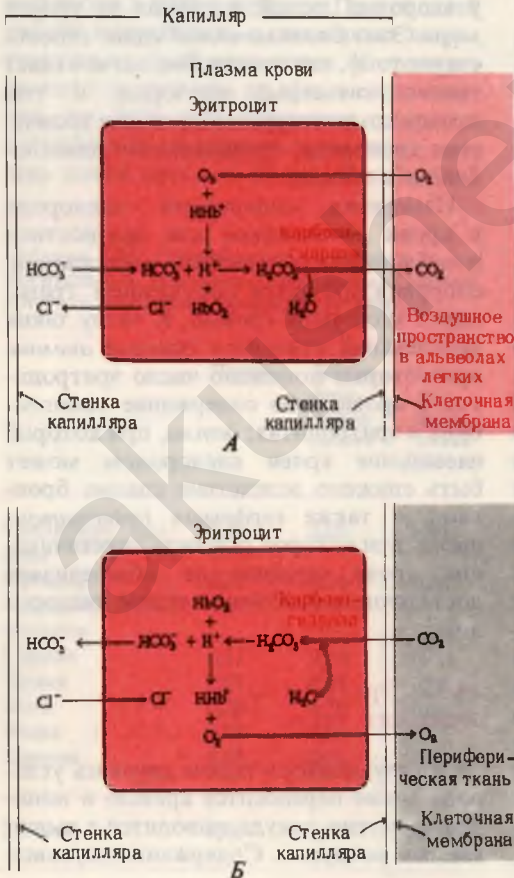 Капилляр
Плазма крови
Эритроцит
O₂ O₂
+
HHb⁺
HCO₃⁻ HCO₃⁻ + H⁺ H₂CO₃ CO₂
+
Cl⁻ Cl⁻ HbO₂ H₂O
Воздушное
пространство
в альвеолах
легких
Стенка
капилляра
Стенка
капилляра
Клеточная
мембрана
А
Эритроцит
HbO₂
+
Карбоан-
гидраза
HCO₃⁻ HCO₃⁻ + H⁺ H₂CO₃ CO₂
Cl⁻ Cl⁻ HHb⁺ H₂O
+
O₂ O₂
Перифери-
ческая ткань
Стенка
капилляра
Стенка
капилляра
Клеточная
мембрана
Б